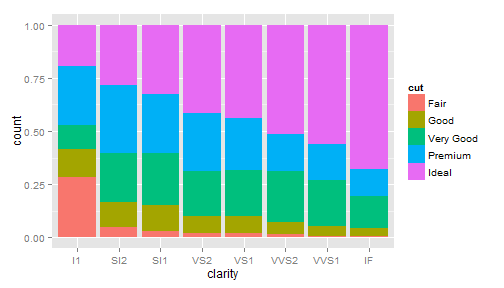 1.00
0.75
0.50
0.25
0.00
count
I1
SI2
SI1
VS2
VS1
VVS2
VVS1
IF
clarity
cut
Fair
Good
Very Good
Premium
Ideal